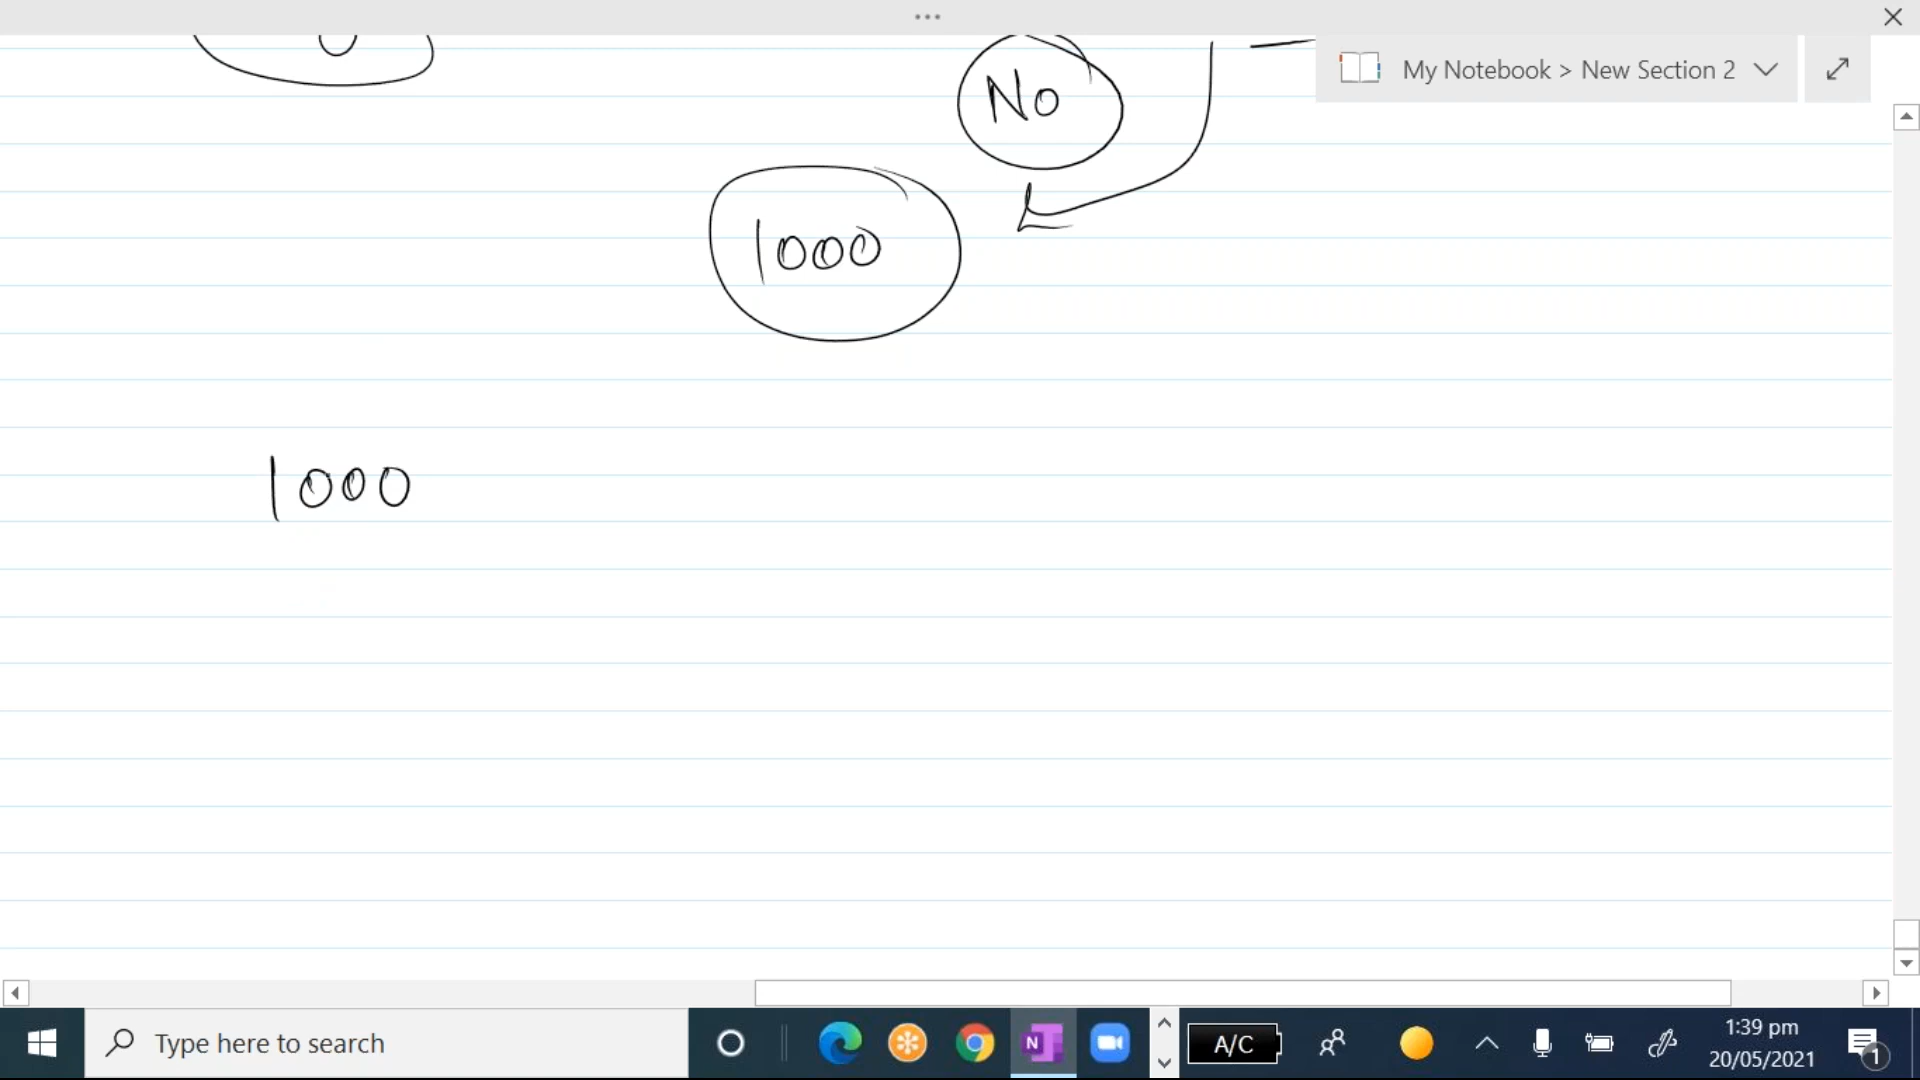 My Notebook > New Section 2
No
1000
1000
Type here to search
N
A/C
1:39 pm
20/05/2021
1